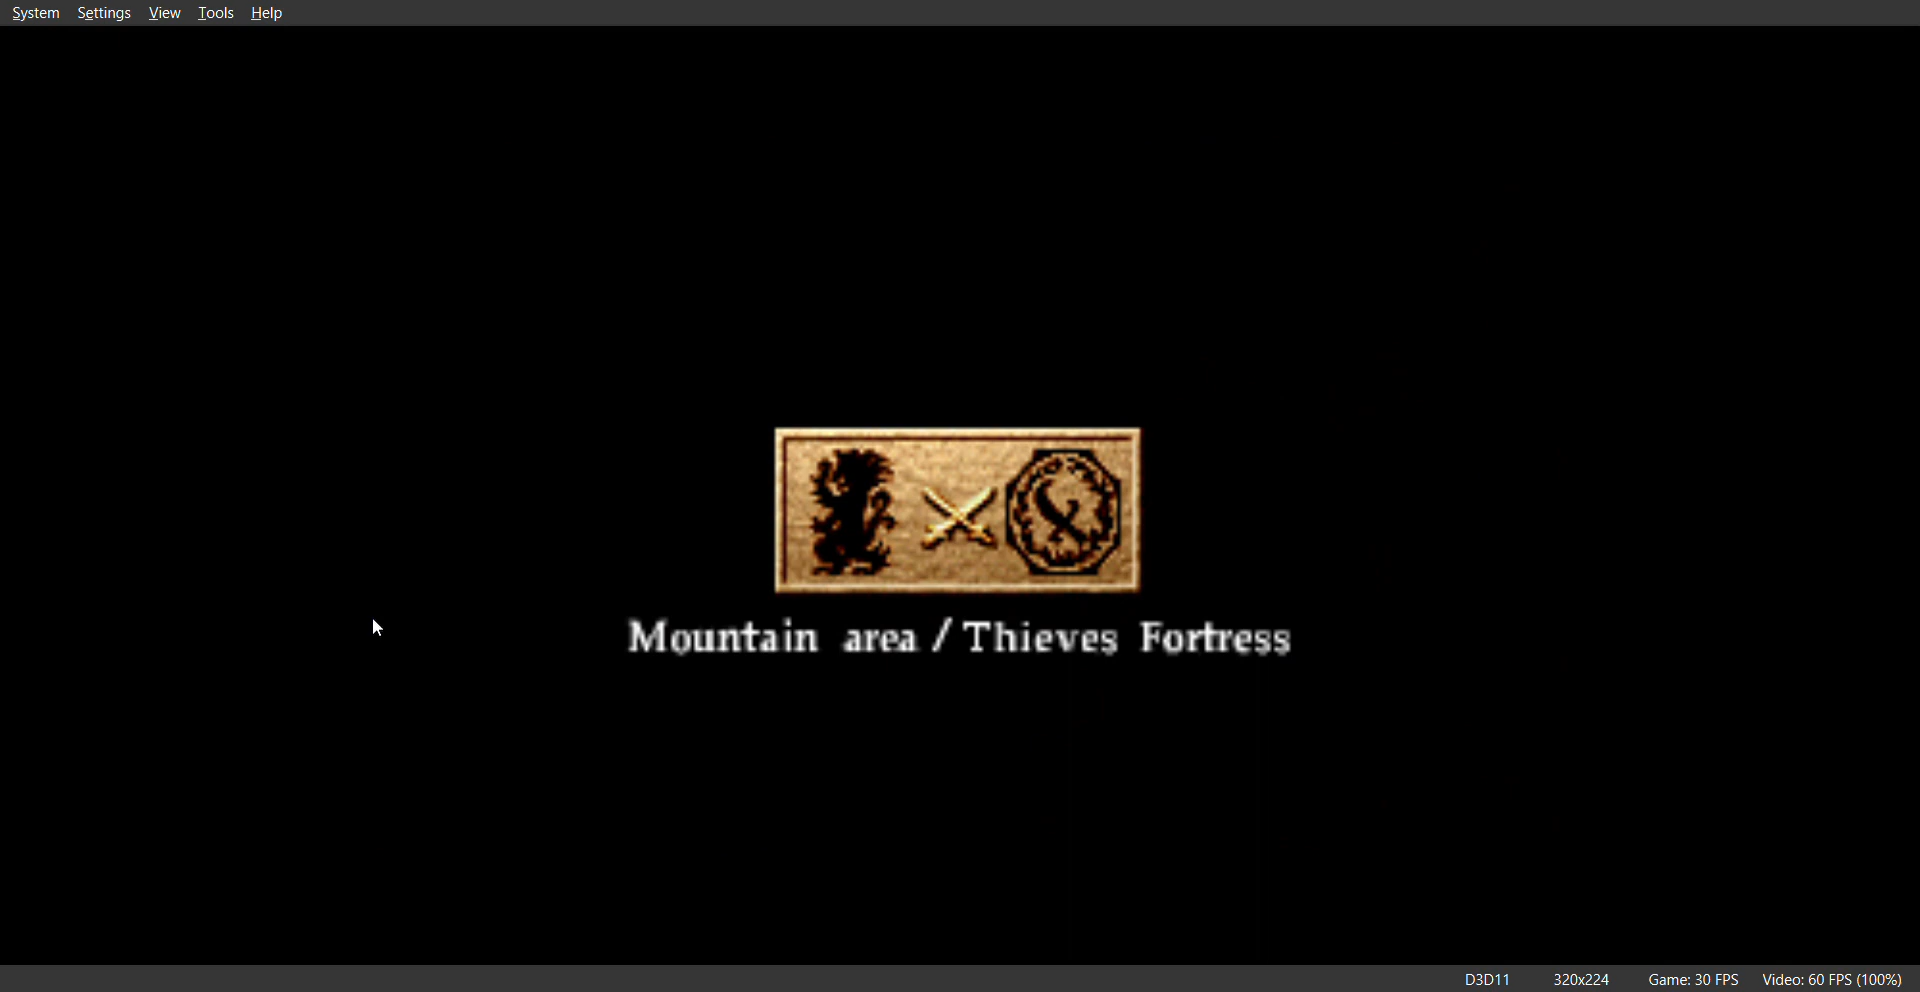 System Settings View Tools Help
Mountain area / Thieves Fortress
D3D11 320x224 Game: 30 FPS Video: 60 FPS (100%)